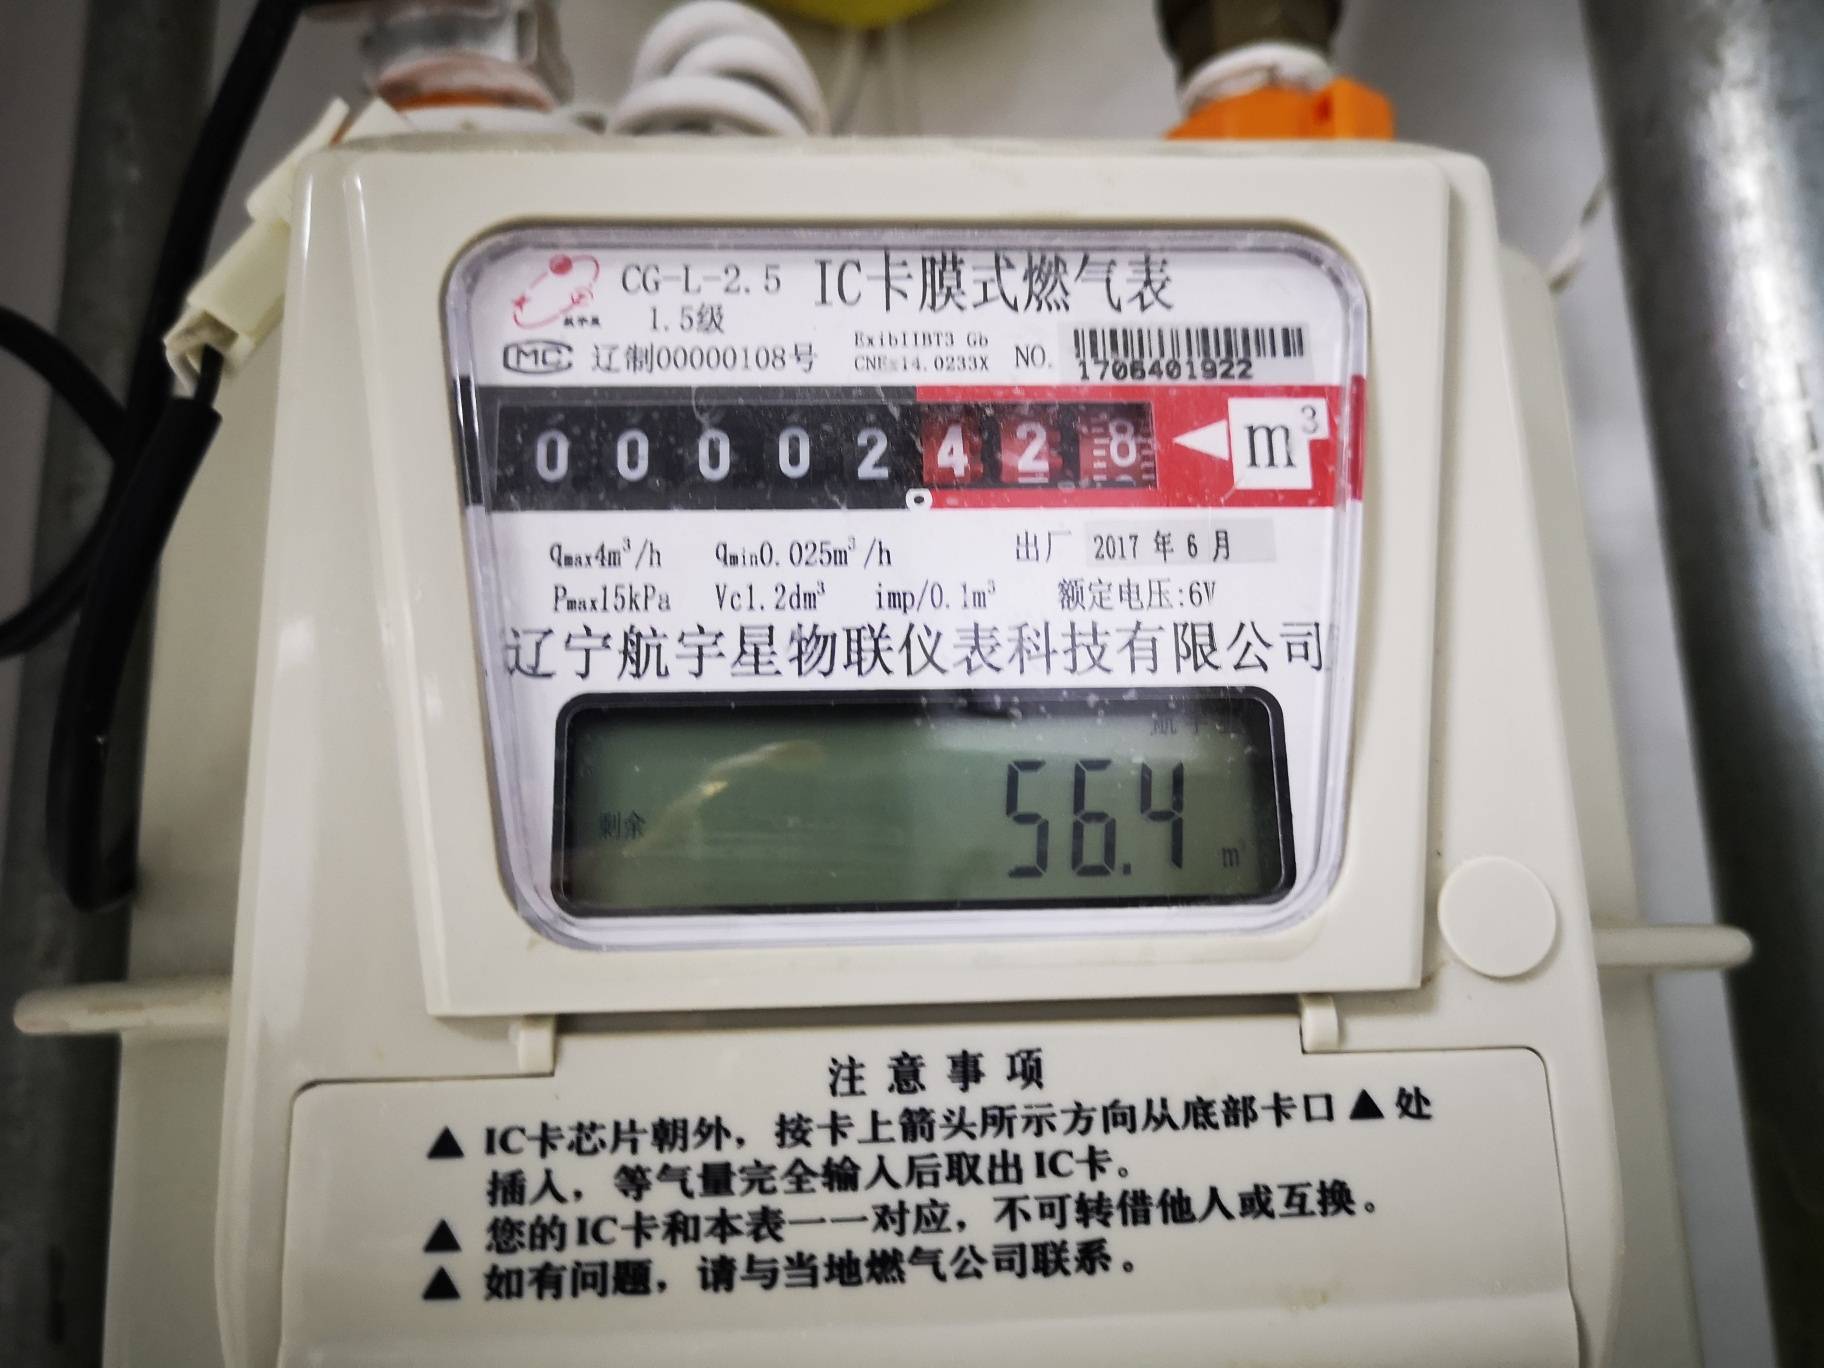 CG-L-2.5 IC卡膜式燃气表
1.5级
航宇星
MC 辽制00000108号
ExibIIBT3 Gb
CNEx14.0233X
NO. 1706401922
00002428 m³
qmax4m³/h qmin0.025m³/h 出厂 2017 年 6 月
Pmax15kPa Vc1.2dm³ imp/0.1m³ 额定电压:6V
辽宁航宇星物联仪表科技有限公司
剩余 56.4 m³
注意事项
▲ IC卡芯片朝外，按卡上箭头所示方向从底部卡口▲处
插入，等气量完全输入后取出IC卡。
▲ 您的IC卡和本表一一对应，不可转借他人或互换。
▲ 如有问题，请与当地燃气公司联系。